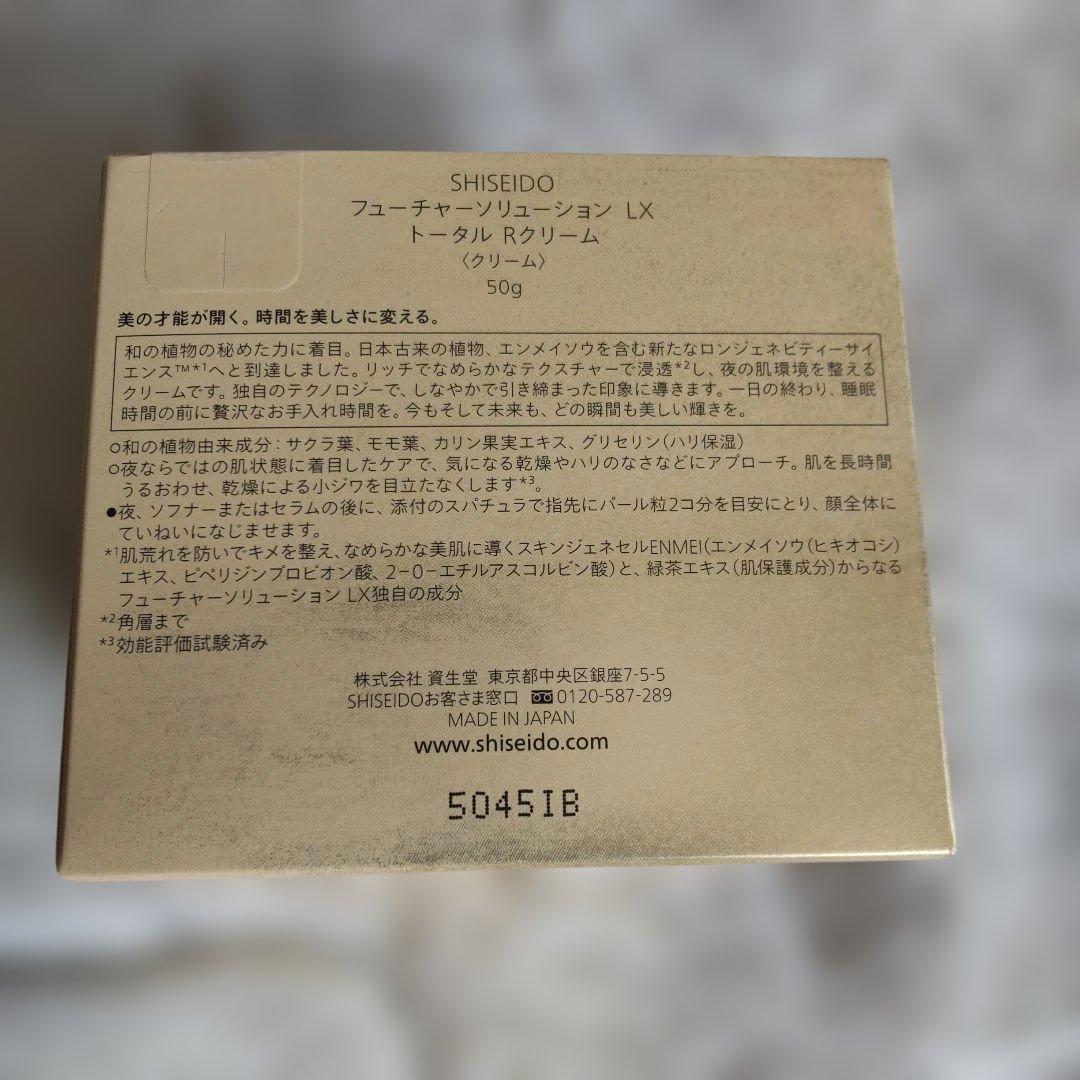 SHISEIDO
フューチャーソリューション LX
トータル Rクリーム
〈クリーム〉
50g
美の才能が開く。時間を美しさに変える。
和の植物の秘めた力に着目。日本古来の植物、エンメイソウを含む新たなロンジェネビティーサイ
エンス™*1へと到達しました。リッチでなめらかなテクスチャーで浸透*2し、夜の肌環境を整える
クリームです。独自のテクノロジーで、しなやかで引き締まった印象に導きます。一日の終わり、睡眠
時間の前に贅沢なお手入れ時間を。今もそして未来も、どの瞬間も美しい輝きを。
○和の植物由来成分：サクラ葉、モモ葉、カリン果実エキス、グリセリン（ハリ保湿）
○夜ならではの肌状態に着目したケアで、気になる乾燥やハリのなさなどにアプローチ。肌を長時間
うるおわせ、乾燥による小ジワを目立たなくします*3。
●夜、ソフナーまたはセラムの後に、添付のスパチュラで指先にパール粒2コ分を目安にとり、顔全体に
ていねいになじませます。
*1肌荒れを防いでキメを整え、なめらかな美肌に導くスキンジェネセルENMEI（エンメイソウ（ヒキオコシ）
エキス、ピペリジンプロピオン酸、2-O-エチルアスコルビン酸）と、緑茶エキス（肌保護成分）からなる
フューチャーソリューション LX独自の成分
*2角層まで
*3効能評価試験済み
株式会社 資生堂 東京都中央区銀座7-5-5
SHISEIDOお客さま窓口 0120-587-289
MADE IN JAPAN
www.shiseido.com
5045IB